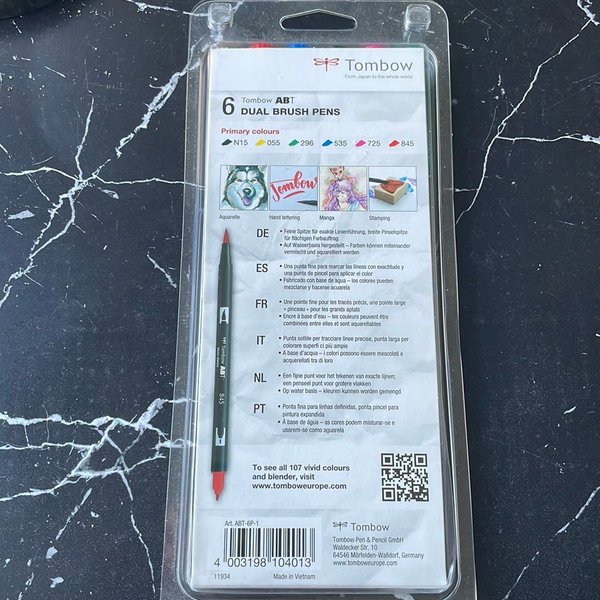 Tombow
From Japan to the whole world
6 Tombow ABT
DUAL BRUSH PENS
Primary colours
N15 055 296 535 725 845
Tombow
Aquarelle Hand lettering Manga Stamping
DE
• Feine Spitze für exakte Linienführung, breite Pinselspitze
für flächigen Farbauftrag
• Auf Wasserbasis hergestellt – Farben können miteinander
vermischt und aquarelliert werden
ES
• Una punta fina para marcar las líneas con exactitud y
una punta de pincel para aplicar el color
• Fabricado con base de agua – los colores pueden
mezclarse y hacerse acuarela
FR
• Une pointe fine pour les tracés précis, une pointe large
« pinceau » pour les grands aplats
• Encre à base d'eau – les couleurs peuvent être
combinées entre elles et sont aquarellables
IT
• Punta sottile per tracciare linee precise, punta larga per
colorare superfici ci più ampie
• A base d'acqua – i colori possono essere mescolati e
acquarellati tra di loro
NL
• Een fijne punt voor het tekenen van exacte lijnen,
een penseel punt voor grotere vlakken
• Op water basis – kleuren kunnen worden gemengd
PT
• Ponta fina para linhas definidas, ponta pincel para
pintura expandida
• À base de água – as cores podem misturar-se e
usarem-se como aquarela
Tombow ABT 845
To see all 107 vivid colours
and blender, visit
www.tomboweurope.com
Art. ABT-6P-1
4 003198 104013
11934 Made in Vietnam
Tombow
Tombow Pen & Pencil GmbH
Waldecker Str. 10
64546 Mörfelden-Walldorf, Germany
www.tomboweurope.com